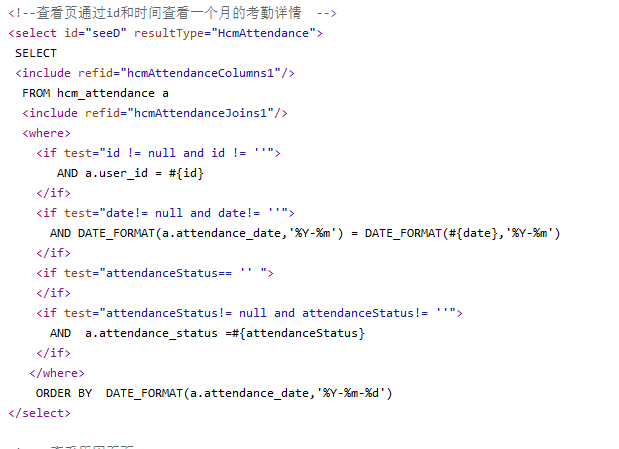 <!--查看页通过id和时间查看一个月的考勤详情  -->
<select id="seeD" resultType="HcmAttendance">
SELECT
<include refid="hcmAttendanceColumns1"/>
FROM hcm_attendance a
<include refid="hcmAttendanceJoins1"/>
<where>
<if test="id != null and id != ''">
AND a.user_id = #{id}
</if>
<if test="date!= null and date!= ''">
AND DATE_FORMAT(a.attendance_date,'%Y-%m') = DATE_FORMAT(#{date},'%Y-%m')
</if>
<if test="attendanceStatus== '' ">
</if>
<if test="attendanceStatus!= null and attendanceStatus!= ''">
AND  a.attendance_status =#{attendanceStatus}
</if>
</where>
ORDER BY  DATE_FORMAT(a.attendance_date,'%Y-%m-%d')
</select>